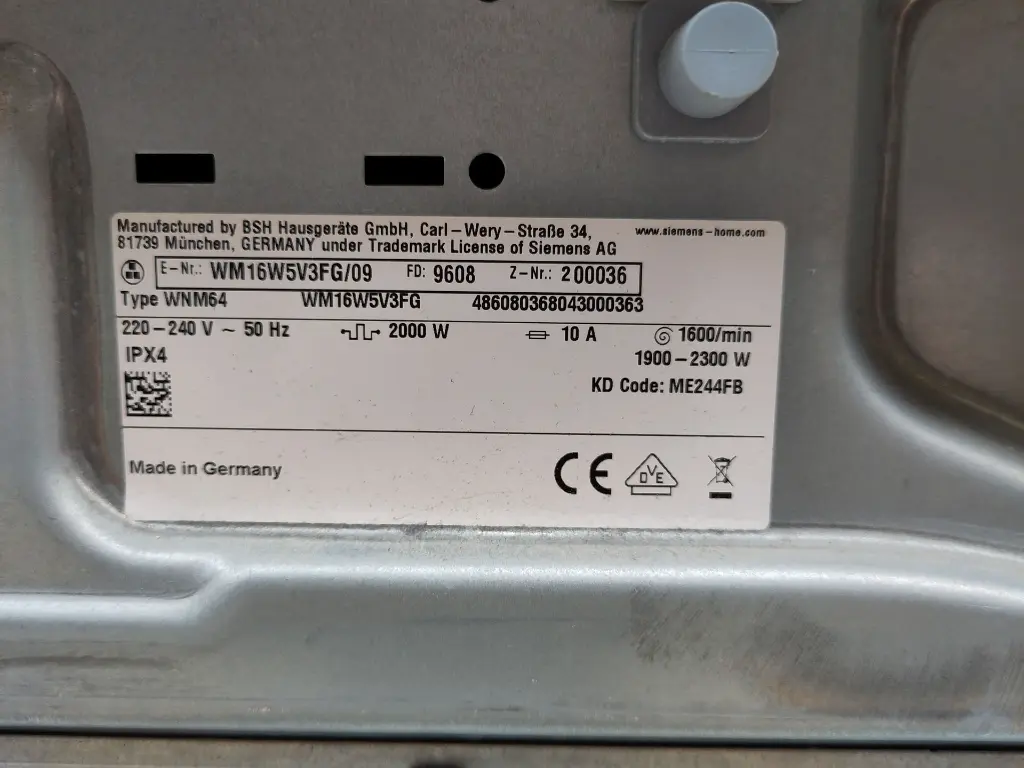 Manufactured by BSH Hausgeräte GmbH, Carl-Wery-Straße 34, www.siemens-home.com
81739 München, GERMANY under Trademark License of Siemens AG
E-Nr.: WM16W5V3FG/09 FD: 9608 Z-Nr.: 200036
Type WNM64 WM16W5V3FG 486080368043000363
220-240 V ~ 50 Hz 2000 W 10 A 1600/min
IPX4 1900-2300 W
KD Code: ME244FB
Made in Germany CE DVE